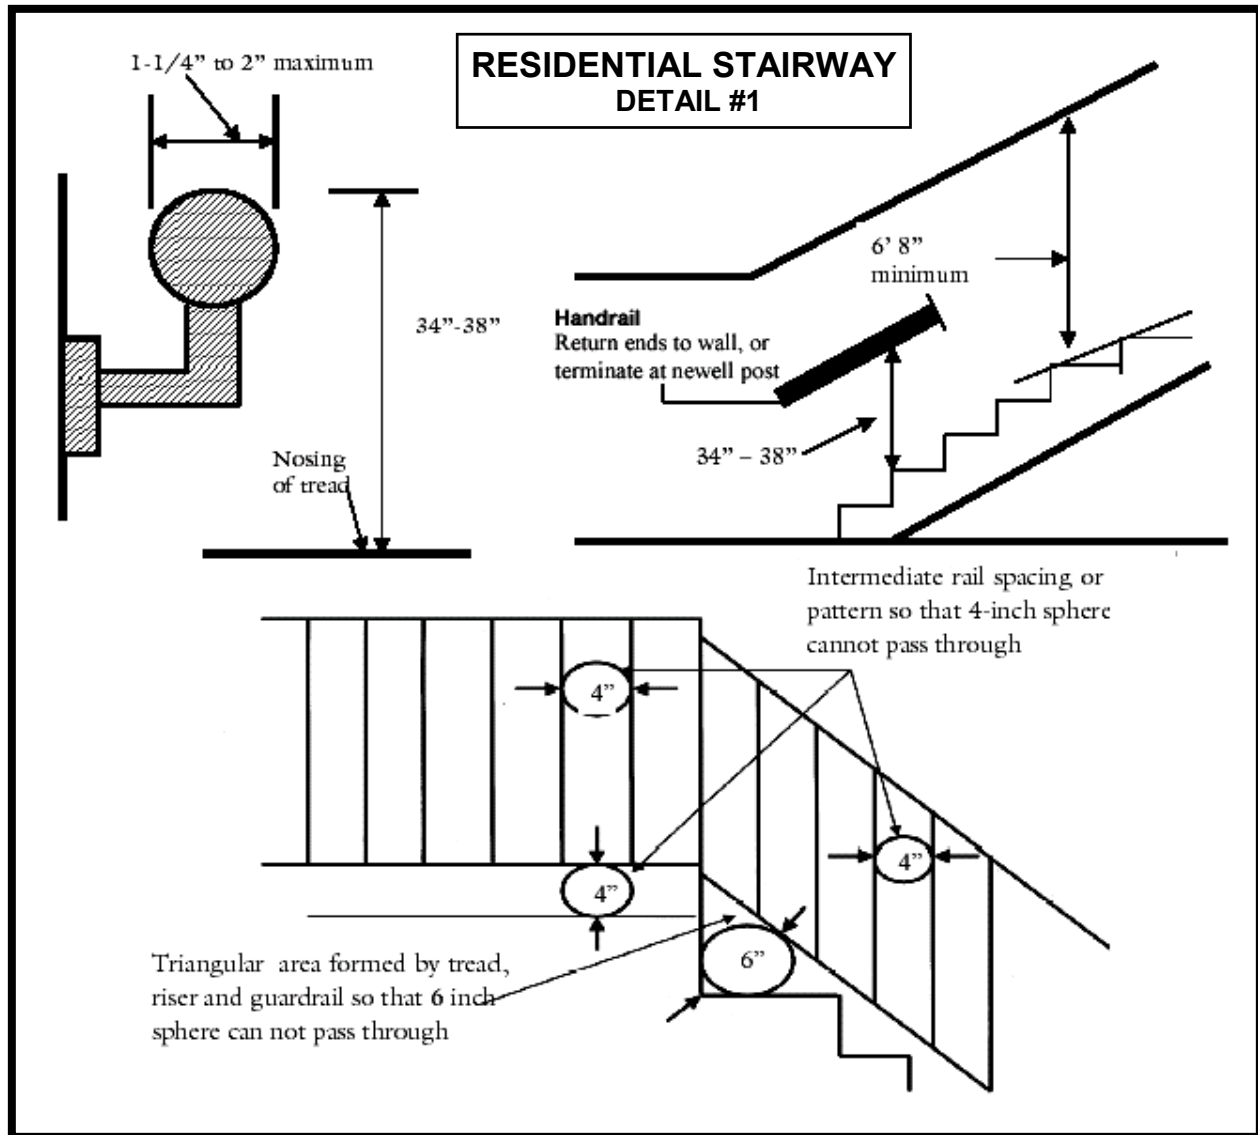 1-1/4” to 2” maximum
RESIDENTIAL STAIRWAY
DETAIL #1
34”-38”
Nosing
of tread
6’ 8”
minimum
Handrail
Return ends to wall, or
terminate at newell post
34” – 38”
Intermediate rail spacing or
pattern so that 4-inch sphere
cannot pass through
4”
4”
4”
6”
Triangular area formed by tread,
riser and guardrail so that 6 inch
sphere can not pass through